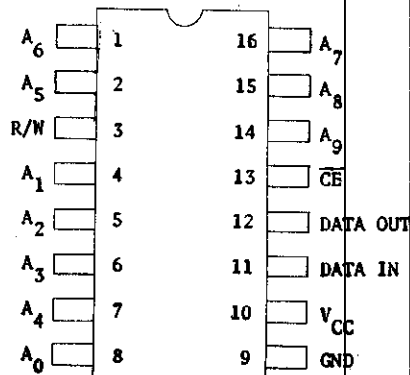 A6 1 16 A7
A5 2 15 A8
R/W 3 14 A9
A1 4 13 C̅E̅
A2 5 12 DATA OUT
A3 6 11 DATA IN
A4 7 10 VCC
A0 8 9 GND